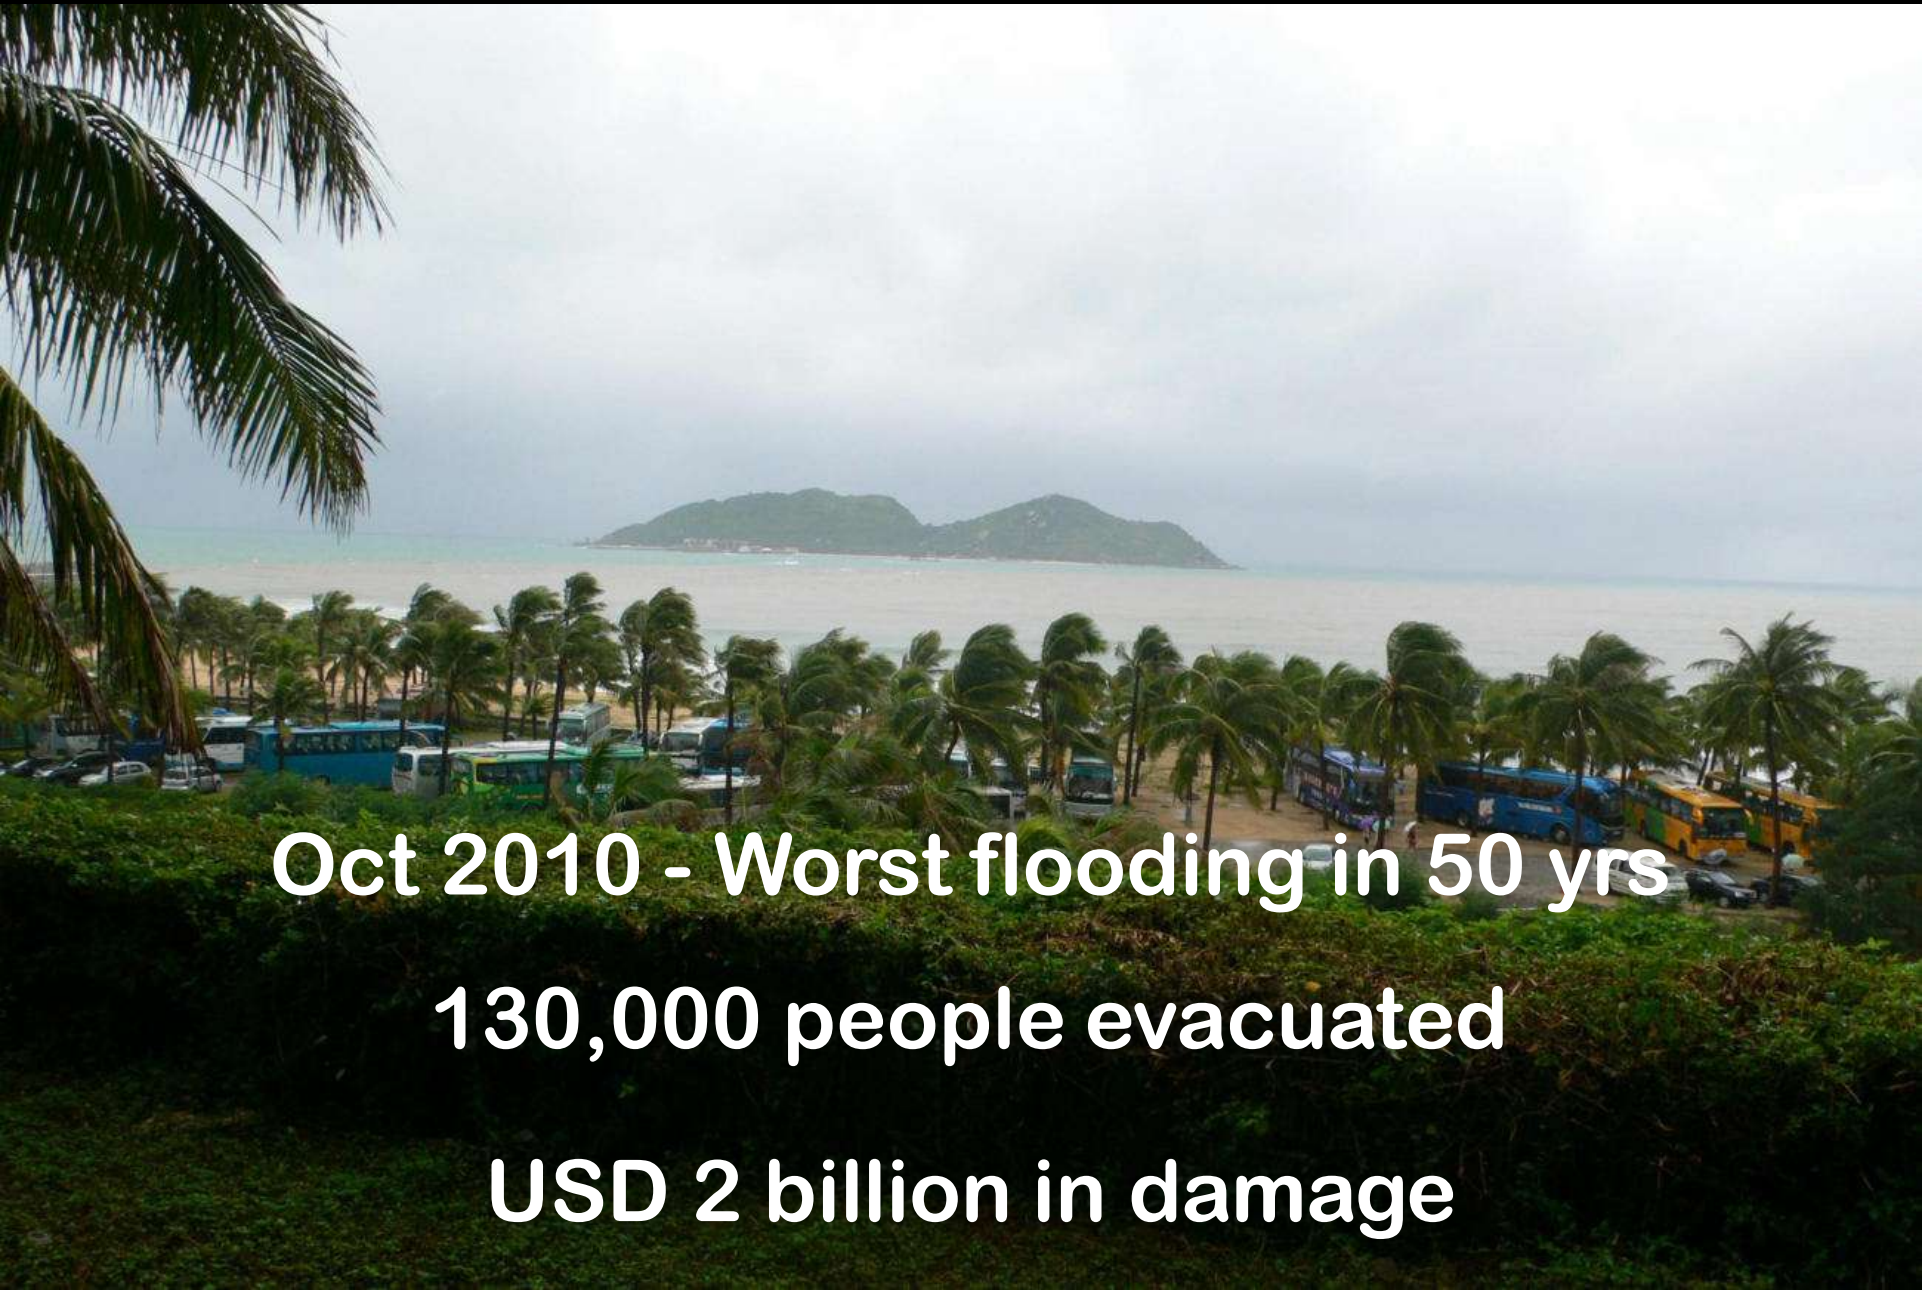 Oct 2010 - Worst flooding in 50 yrs
130,000 people evacuated
USD 2 billion in damage